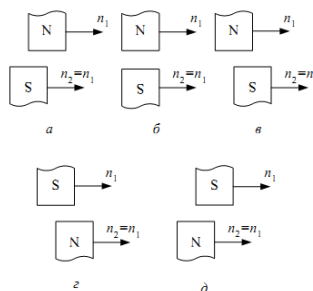 N n₁ N n₁ N n₁
S n₂=n₁ S n₂=n₁ S n₂=n
а б в
S n₁ S n₁
N n₂=n₁ N n₂=n₁
г д